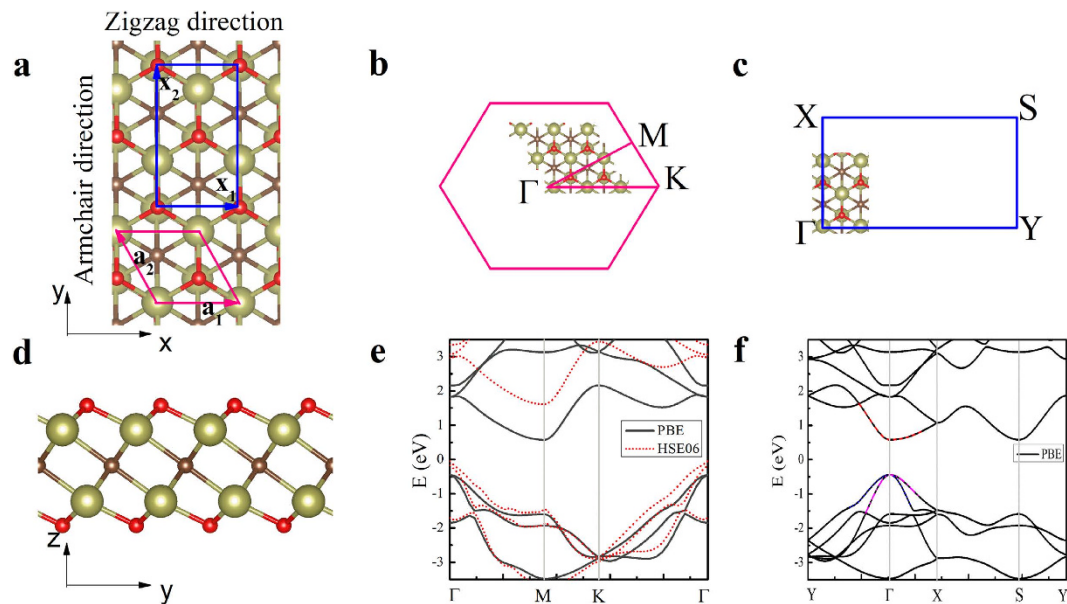 Zigzag direction
a
Armchair direction
x2
x1
a2
a1
y
x
b
M
Γ
K
c
X
S
Γ
Y
d
z
y
e
E (eV)
3
2
1
0
-1
-2
-3
PBE
HSE06
Γ
M
K
Γ
f
E (eV)
3
2
1
0
-1
-2
-3
PBE
Y
Γ
X
S
Y